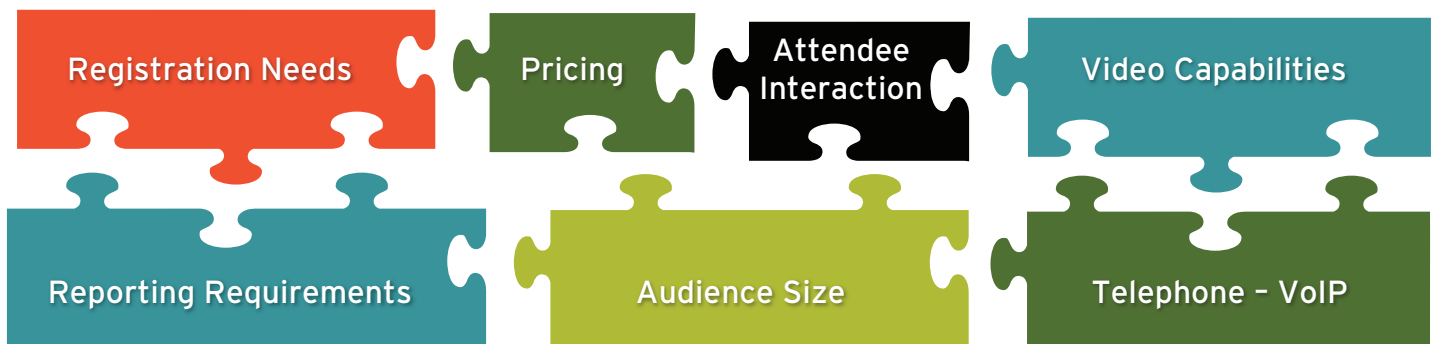 Registration Needs
Pricing
Attendee
Interaction
Video Capabilities
Reporting Requirements
Audience Size
Telephone – VoIP